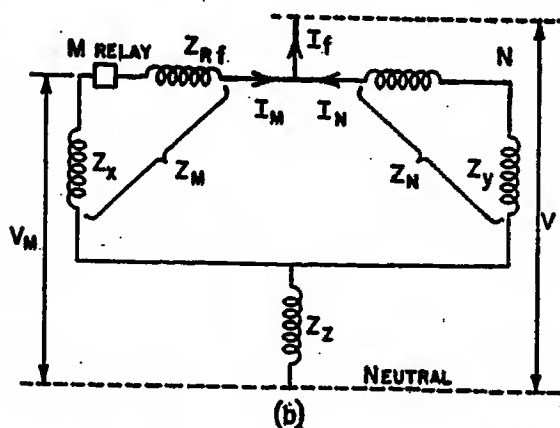 M RELAY
Z_Rf
I_f
N
I_M
I_N
Z_x
Z_M
Z_N
Z_y
V_M
V
Z_z
NEUTRAL
(b)